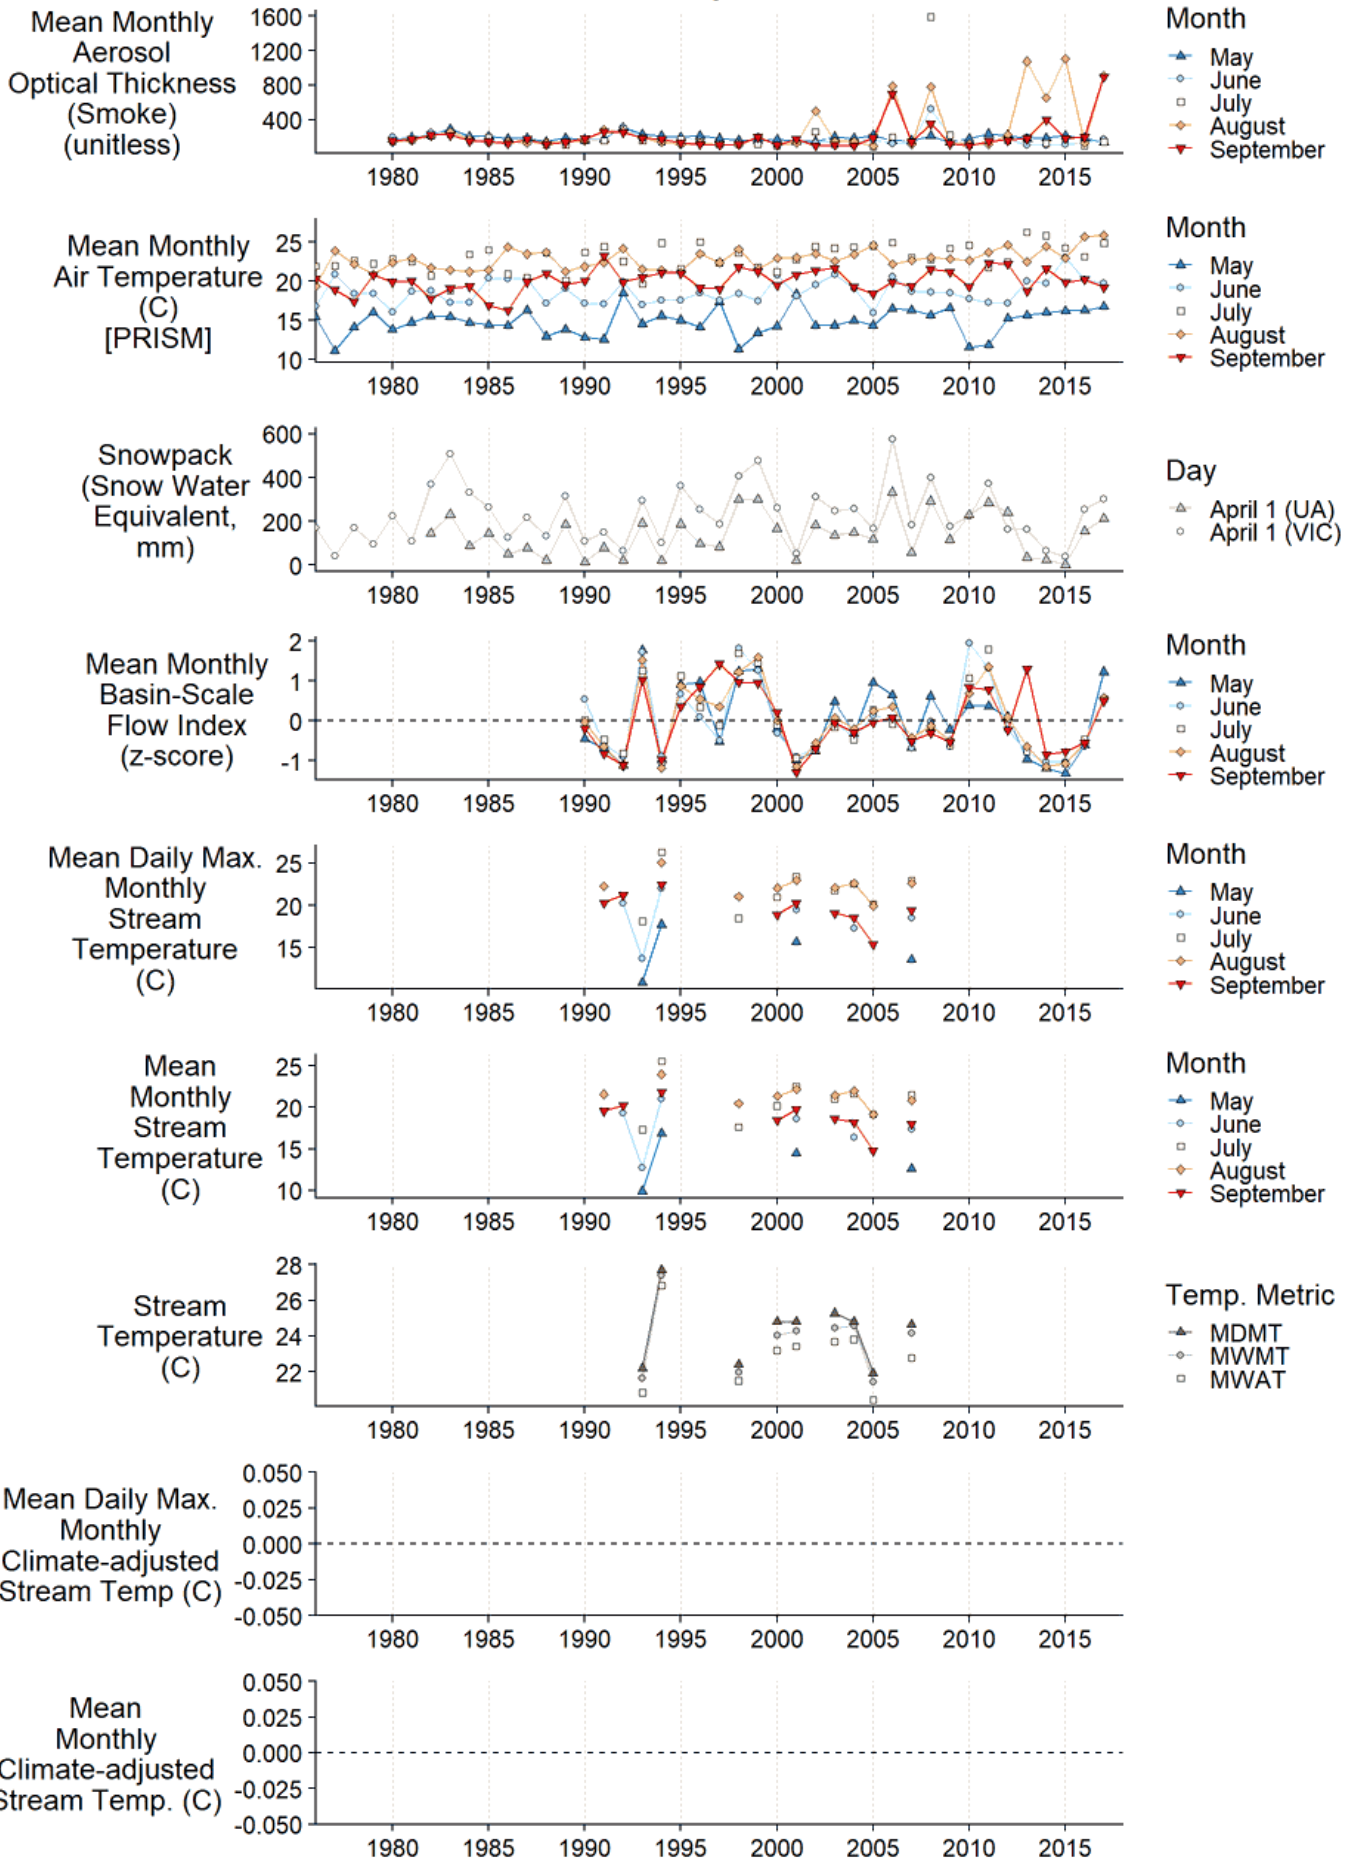 Mean Monthly
Aerosol
Optical Thickness
(Smoke)
(unitless)
1600
1200
800
400
1980 1985 1990 1995 2000 2005 2010 2015
Month
May
June
July
August
September
Mean Monthly
Air Temperature
(C)
[PRISM]
25
20
15
10
1980 1985 1990 1995 2000 2005 2010 2015
Month
May
June
July
August
September
Snowpack
(Snow Water
Equivalent,
mm)
600
400
200
0
1980 1985 1990 1995 2000 2005 2010 2015
Day
April 1 (UA)
April 1 (VIC)
Mean Monthly
Basin-Scale
Flow Index
(z-score)
2
1
0
-1
1980 1985 1990 1995 2000 2005 2010 2015
Month
May
June
July
August
September
Mean Daily Max.
Monthly
Stream
Temperature
(C)
25
20
15
1980 1985 1990 1995 2000 2005 2010 2015
Month
May
June
July
August
September
Mean
Monthly
Stream
Temperature
(C)
25
20
15
10
1980 1985 1990 1995 2000 2005 2010 2015
Month
May
June
July
August
September
Stream
Temperature
(C)
28
26
24
22
1980 1985 1990 1995 2000 2005 2010 2015
Temp. Metric
MDMT
MWMT
MWAT
Mean Daily Max.
Monthly
Climate-adjusted
Stream Temp (C)
0.050
0.025
0.000
-0.025
-0.050
1980 1985 1990 1995 2000 2005 2010 2015
Mean
Monthly
Climate-adjusted
Stream Temp. (C)
0.050
0.025
0.000
-0.025
-0.050
1980 1985 1990 1995 2000 2005 2010 2015